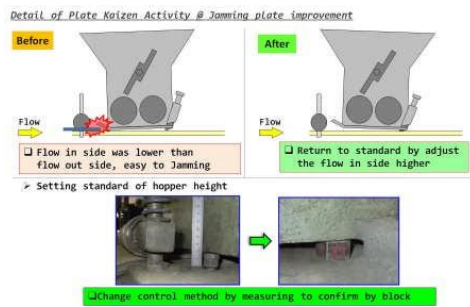 Detail of Plate Kaizen Activity @ Jamming plate improvement
Before
After
Flow
Flow
❑ Flow in side was lower than
flow out side, easy to Jamming
❑ Return to standard by adjust
the flow in side higher
➢ Setting standard of hopper height
❑Change control method by measuring to confirm by block